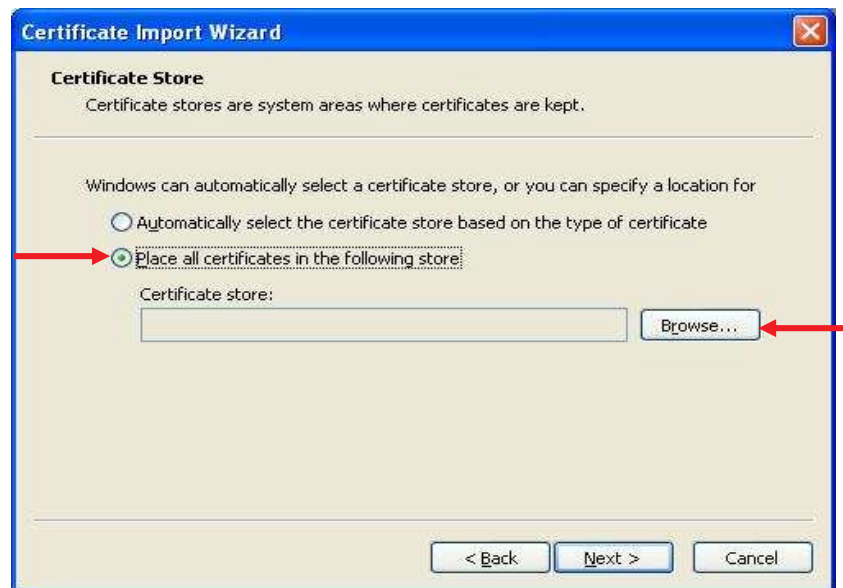 Certificate Import Wizard
Certificate Store
Certificate stores are system areas where certificates are kept.
Windows can automatically select a certificate store, or you can specify a location for
Automatically select the certificate store based on the type of certificate
Place all certificates in the following store
Certificate store:
Browse...
< Back Next > Cancel